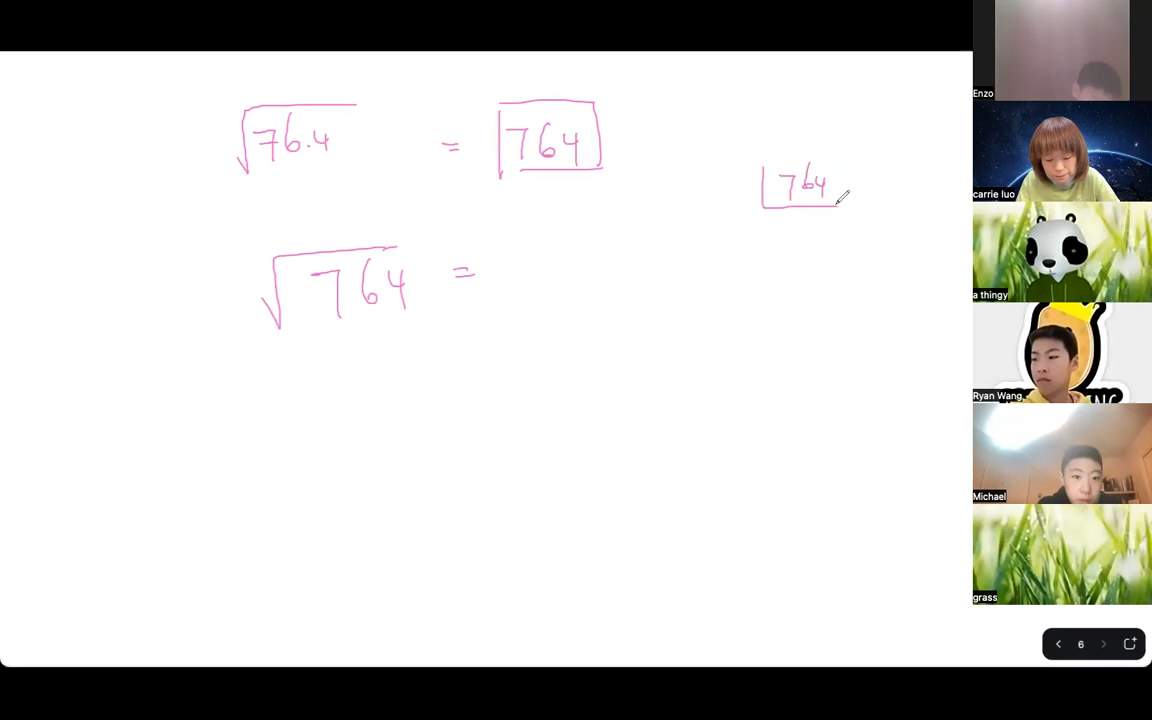 √76.4 = 764
764
√764 =
Enzo
carrie luo
a thingy
Ryan Wang
Michael
grass
6